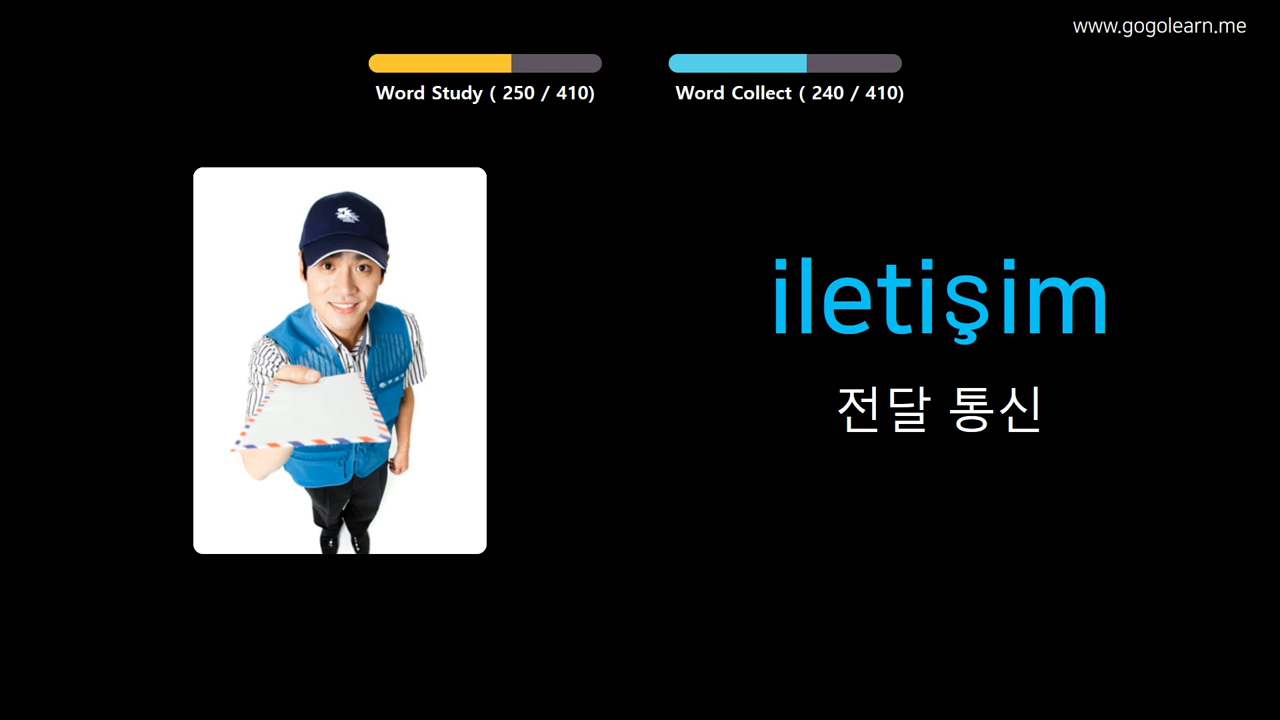 www.gogolearn.me
Word Study ( 250 / 410)
Word Collect ( 240 / 410)
iletişim
전달 통신